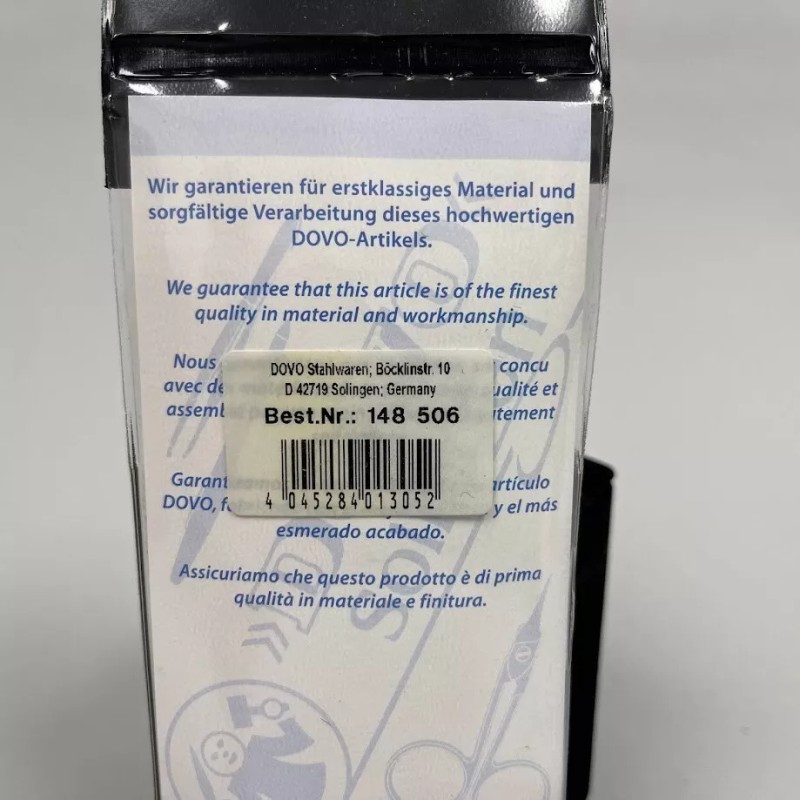 Wir garantieren für erstklassiges Material und
sorgfältige Verarbeitung dieses hochwertigen
DOVO-Artikels.
We guarantee that this article is of the finest
quality in material and workmanship.
Nous concu
avec ualité et
assemb utement
DOVO Stahlwaren; Böcklinstr. 10
D 42719 Solingen; Germany
Best.Nr.: 148 506
4 045284 013052
Garant artículo
DOVO, y el más
esmerado acabado.
Assicuriamo che questo prodotto è di prima
qualità in materiale e finitura.
DOVO
Solingen